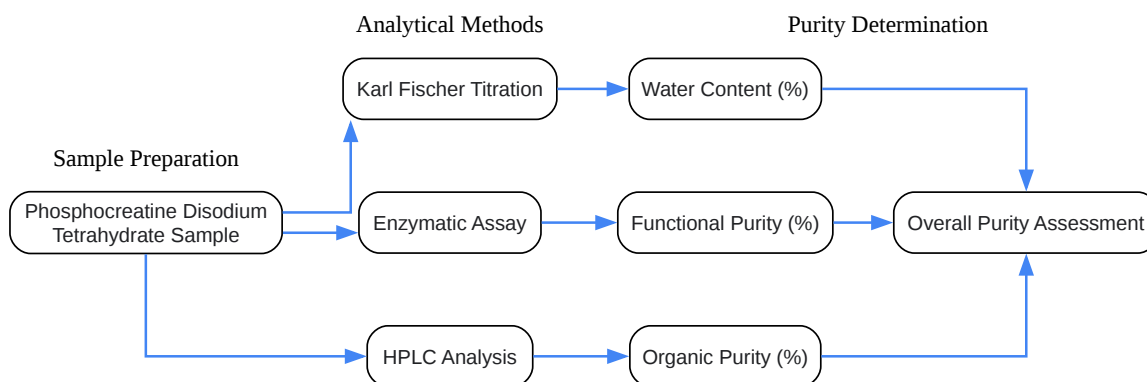 Analytical Methods
Purity Determination
Karl Fischer Titration
Water Content (%)
Sample Preparation
Phosphocreatine Disodium
Tetrahydrate Sample
Enzymatic Assay
Functional Purity (%)
Overall Purity Assessment
HPLC Analysis
Organic Purity (%)